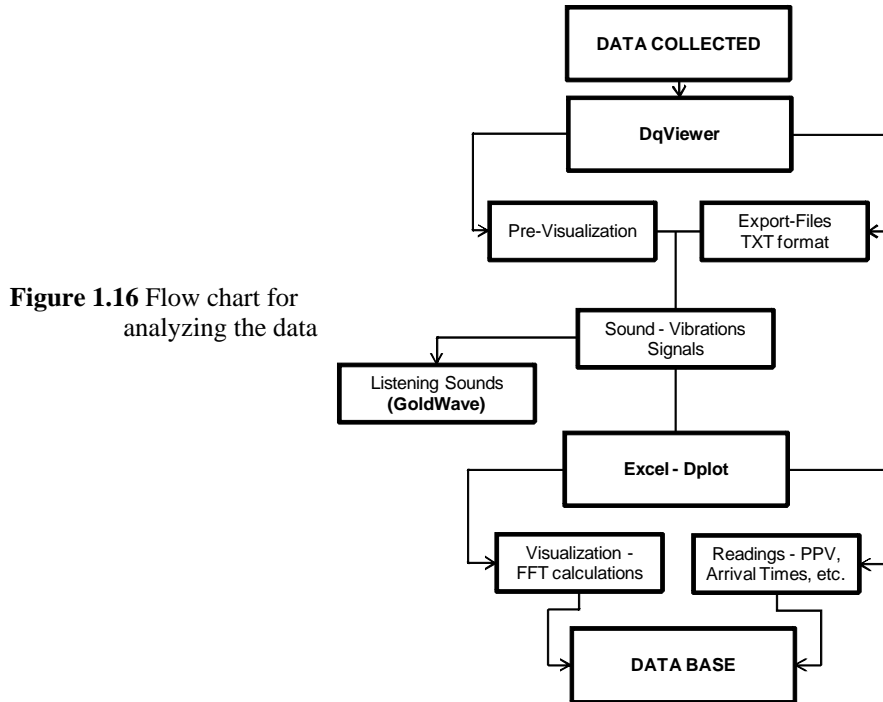 DATA COLLECTED
DqViewer
Pre-Visualization
Export-Files
TXT format
Figure 1.16 Flow chart for
analyzing the data
Sound - Vibrations
Signals
Listening Sounds
(GoldWave)
Excel - Dplot
Visualization -
FFT calculations
Readings - PPV,
Arrival Times, etc.
DATA BASE